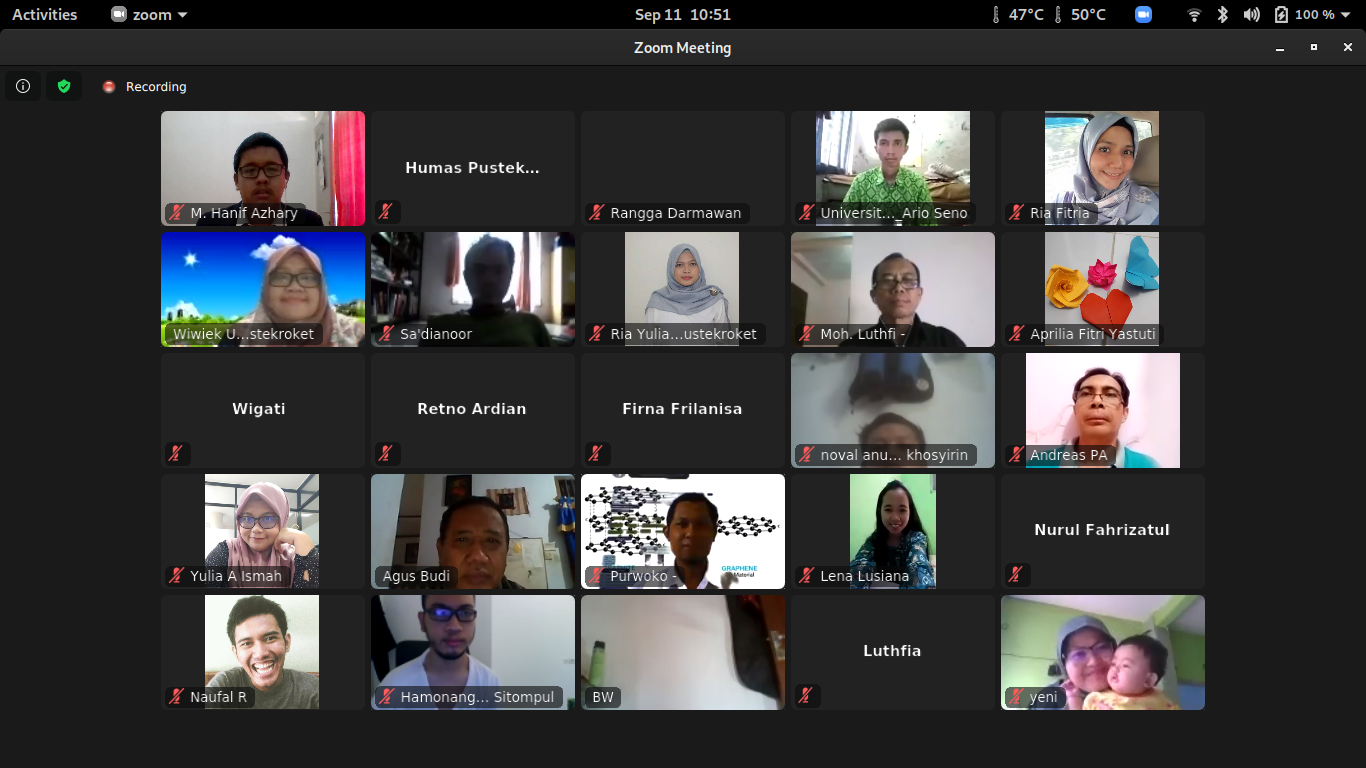 Activities zoom Sep 11 10:51 47°C 50°C 100 %
Zoom Meeting
Recording
M. Hanif Azhary
Humas Pustek...
Rangga Darmawan
Universit..._Ario Seno
Ria Fitria
Wiwiek U...stekroket
Sa'dianoor
Ria Yulia...ustekroket
Moh. Luthfi -
Aprilia Fitri Yastuti
Wigati
Retno Ardian
Firna Frilanisa
noval anu... khosyirin
Andreas PA
Yulia A Ismah
Agus Budi
Purwoko -
GRAPHENE
Material
Lena Lusiana
Nurul Fahrizatul
Naufal R
Hamonang... Sitompul
BW
Luthfia
yeni